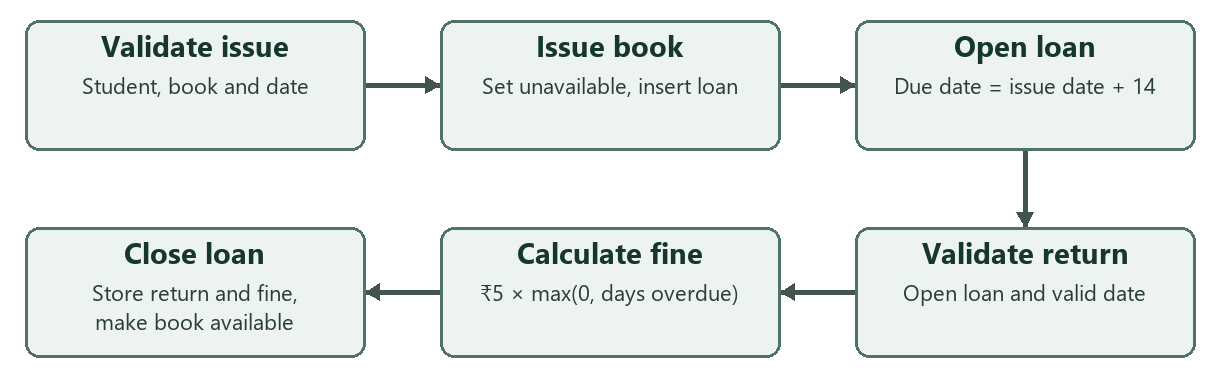 Validate issue
Student, book and date
Issue book
Set unavailable, insert loan
Open loan
Due date = issue date + 14
Validate return
Open loan and valid date
Calculate fine
₹5 × max(0, days overdue)
Close loan
Store return and fine,
make book available